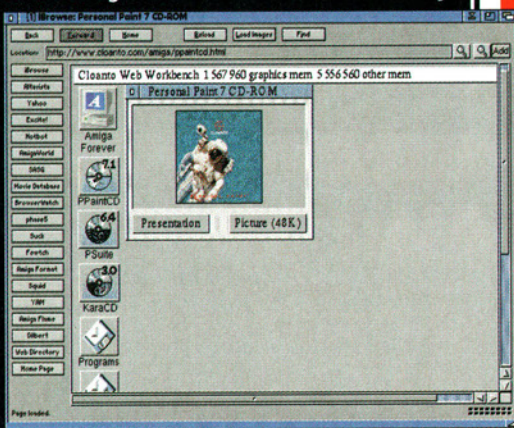 IBrowse: Personal Paint 7 CD-ROM
Back
Forward
Home
Reload
Load Images
Find
Location: http://www.cloanto.com/amiga/ppaintcd.html
Add
Browse
Altavista
Yahoo
Excite!
Hotbot
AmigaWorld
SASG
Movie Database
BrowserWatch
phase5
Suck
Firetch
Amiga Format
Squid
YAM
Amiga Flame
Dilbert
Web Directory
Home Page
Cloanto Web Workbench 1 567 960 graphics mem 5 556 560 other mem
Personal Paint 7 CD-ROM
Presentation
Picture (48K)
Amiga
Forever
7.1
PPaintCD
6.4
PSuite
3.0
KaraCD
Programs
Page loaded.